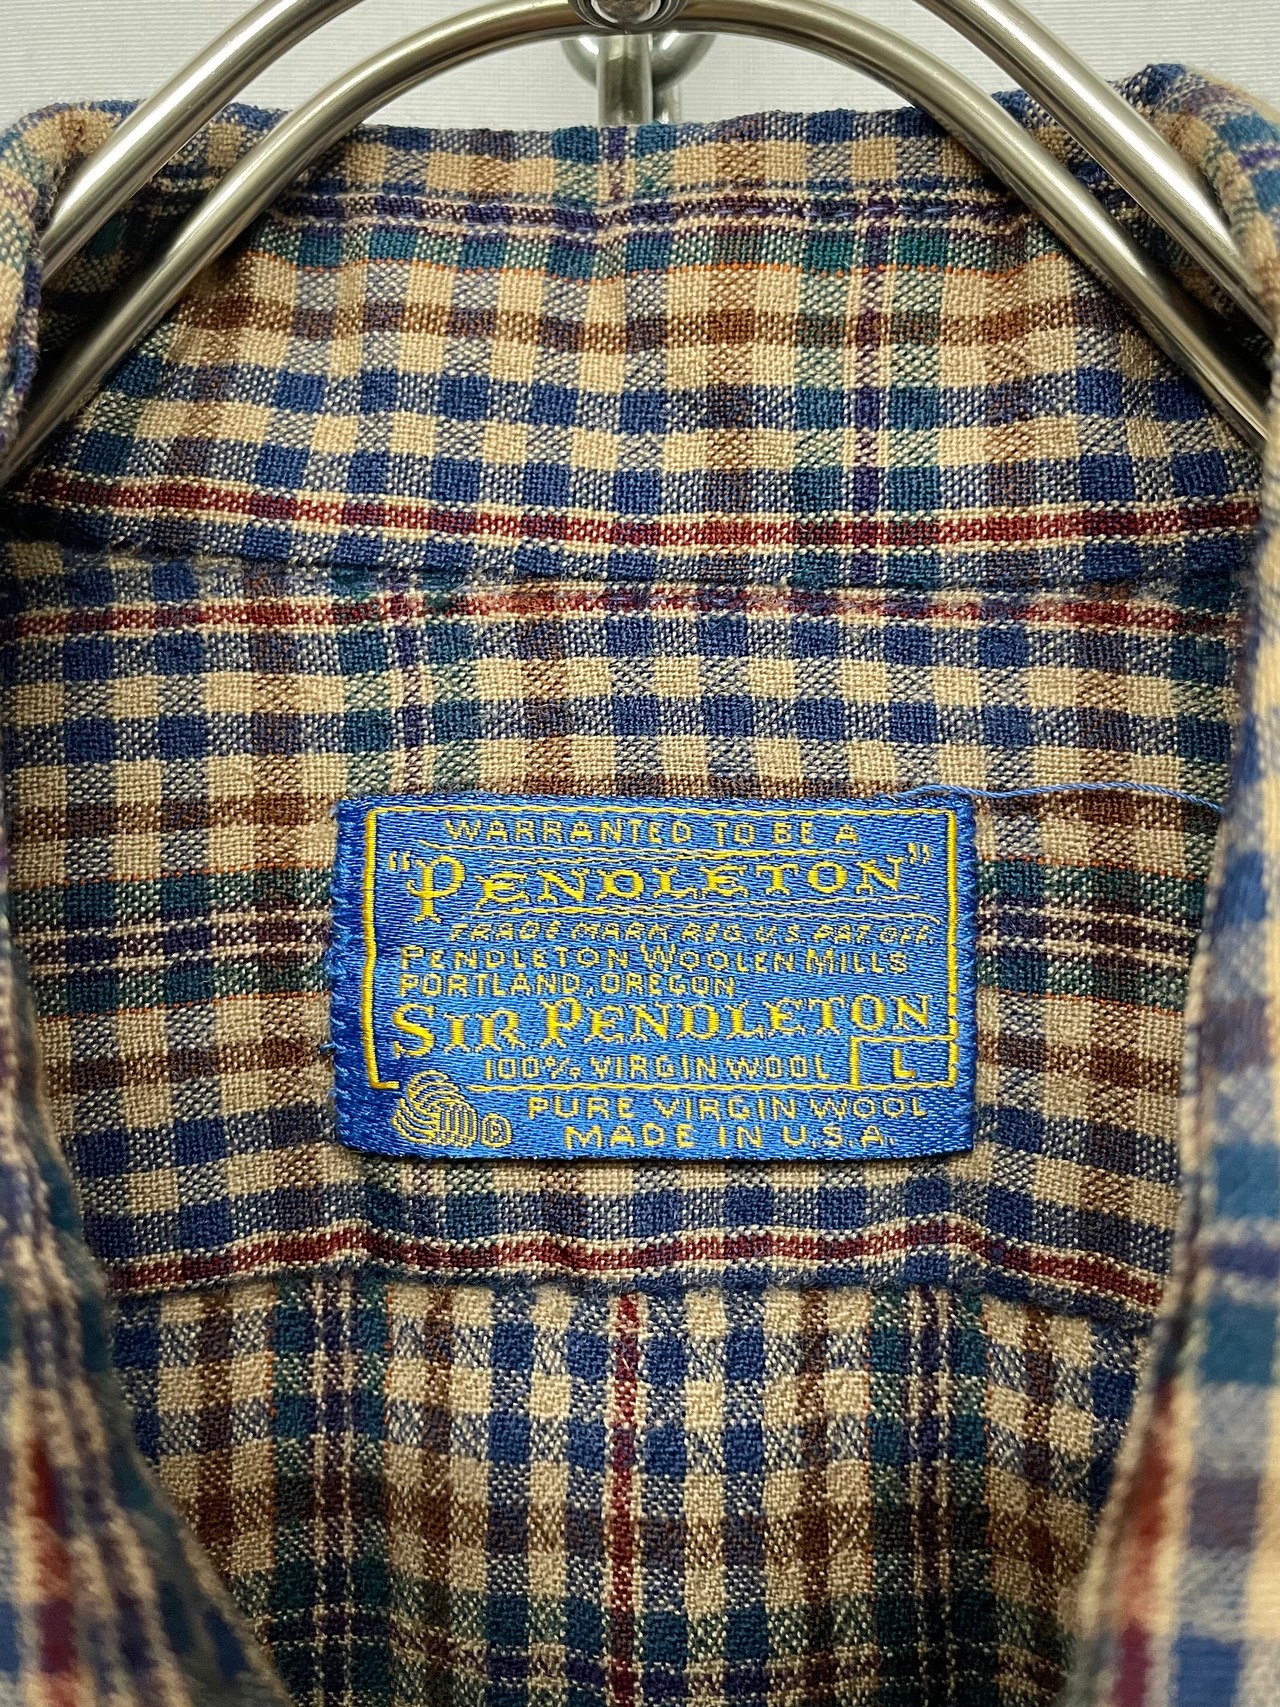 WARRANTED TO BE A
"PENDLETON"
TRADE MARK REG. U.S. PAT. OFF.
PENDLETON WOOLEN MILLS
PORTLAND, OREGON
SIR PENDLETON
100% VIRGIN WOOL L
® PURE VIRGIN WOOL
MADE IN U.S.A.